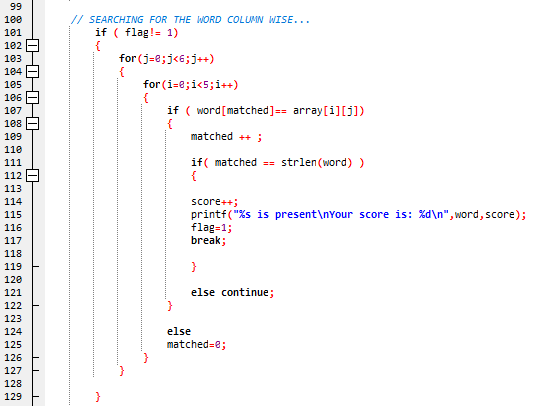 99
100 // SEARCHING FOR THE WORD COLUMN WISE...
101 if ( flag!= 1)
102 {
103 for(j=0;j<6;j++)
104 {
105 for(i=0;i<5;i++)
106 {
107 if ( word[matched]== array[i][j])
108 {
109 matched ++ ;
110
111 if( matched == strlen(word) )
112 {
113
114 score++;
115 printf("%s is present\nYour score is: %d\n",word,score);
116 flag=1;
117 break;
118
119 }
120
121 else continue;
122 }
123
124 else
125 matched=0;
126 }
127 }
128
129 }